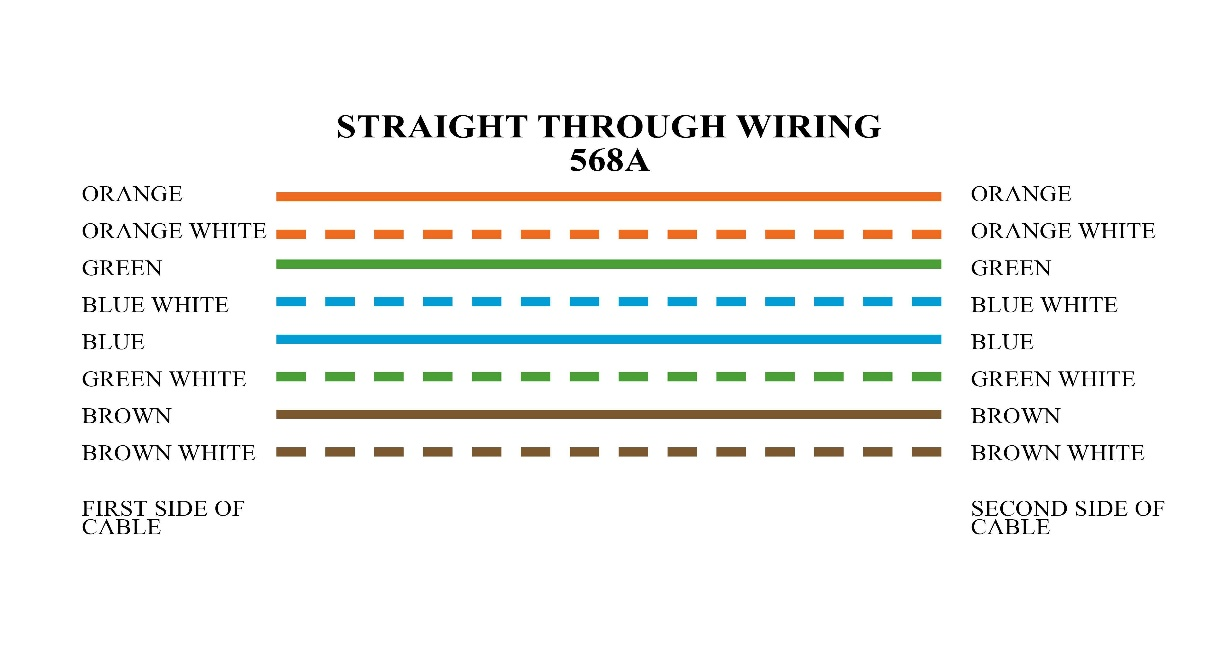 STRAIGHT THROUGH WIRING
568A
ORANGE ORANGE
ORANGE WHITE ORANGE WHITE
GREEN GREEN
BLUE WHITE BLUE WHITE
BLUE BLUE
GREEN WHITE GREEN WHITE
BROWN BROWN
BROWN WHITE BROWN WHITE
FIRST SIDE OF SECOND SIDE OF
CABLE CABLE